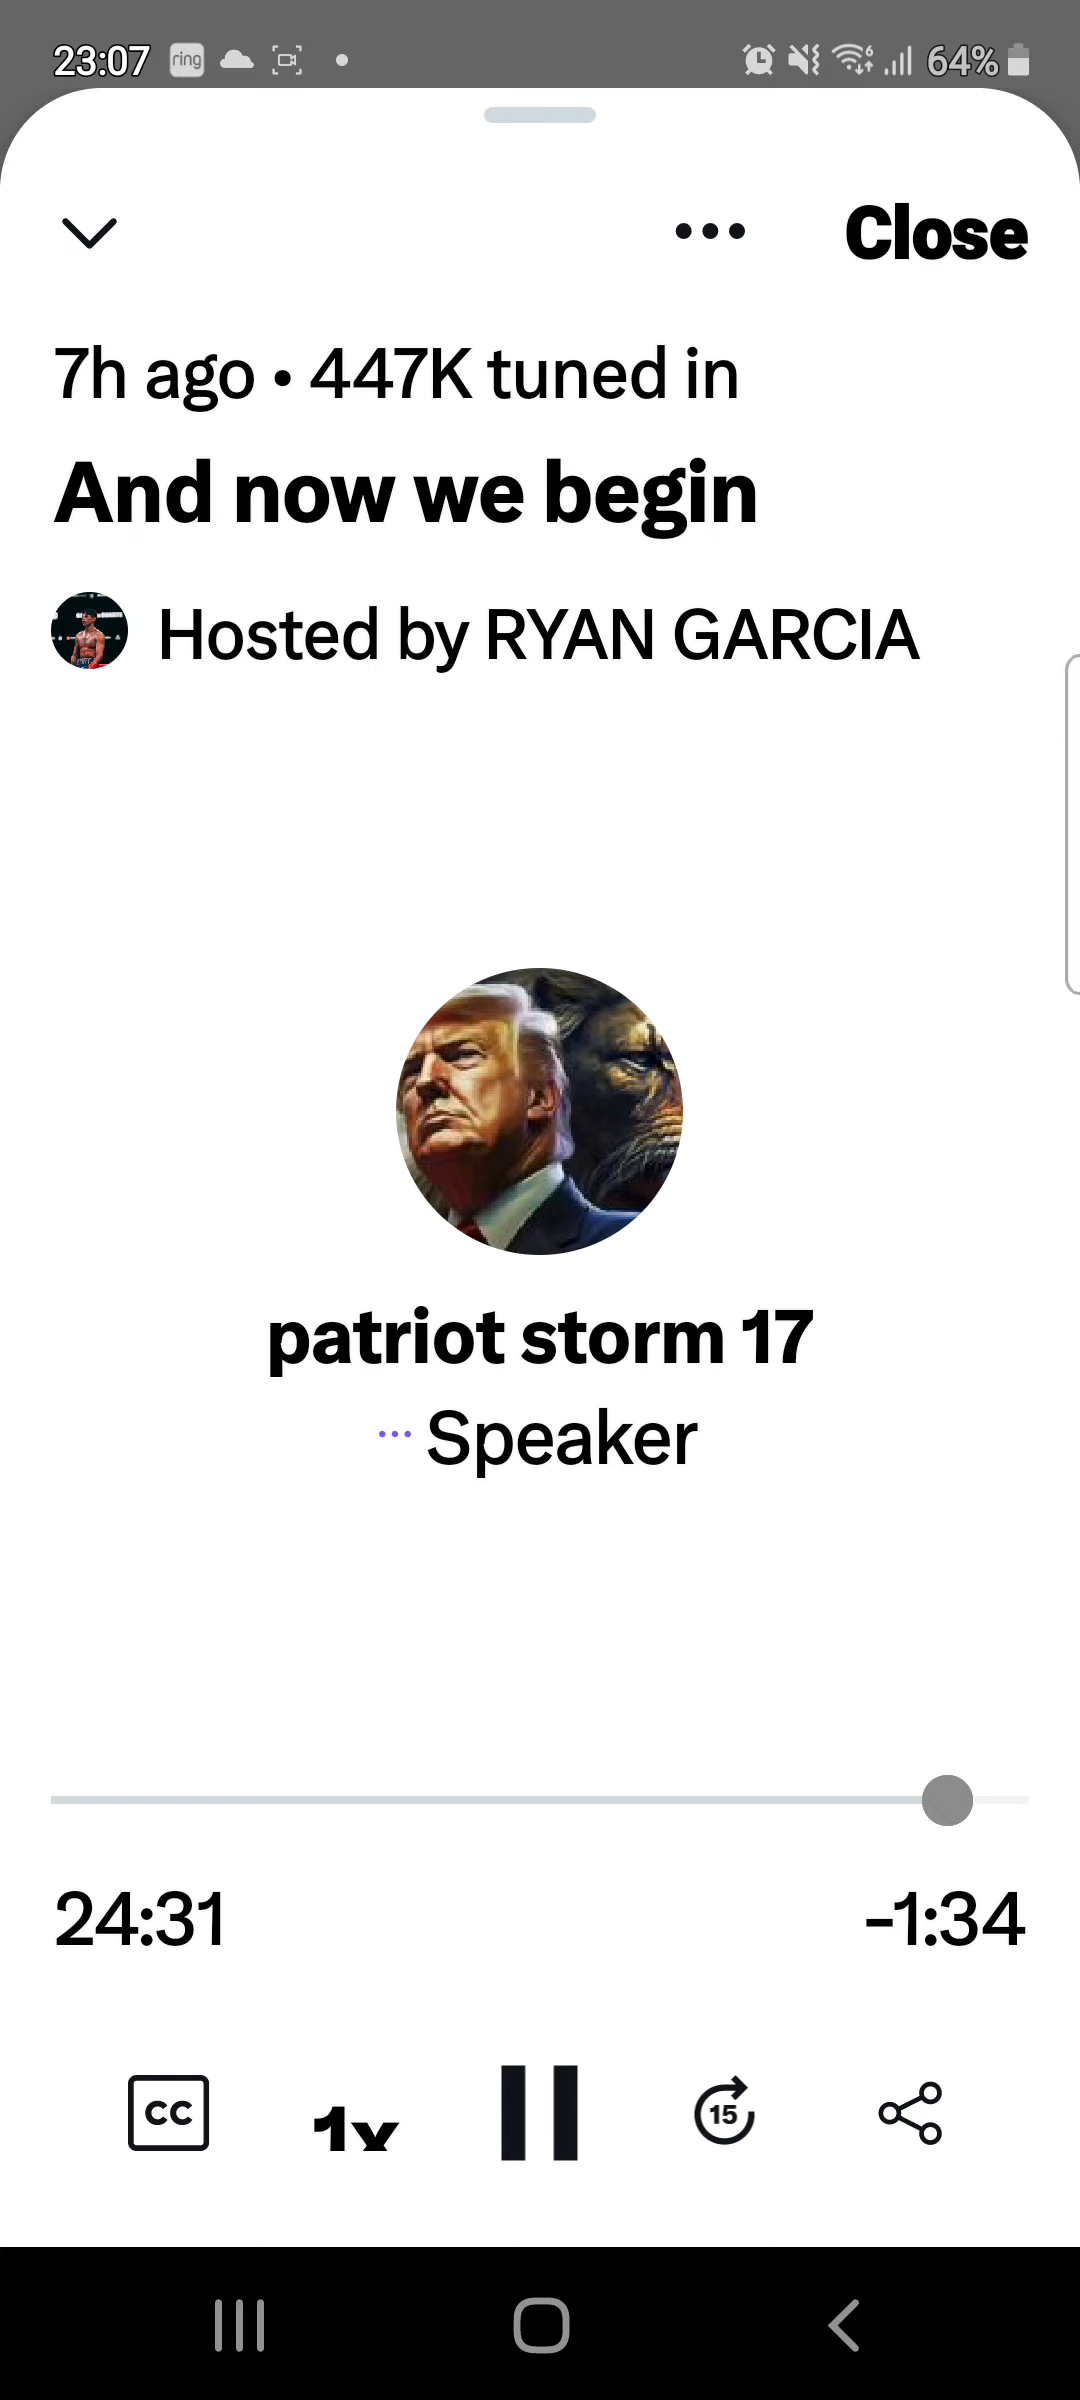 23:07 ring 64%
Close
7h ago • 447K tuned in
And now we begin
Hosted by RYAN GARCIA
patriot storm 17
Speaker
24:31 -1:34
CC 1x 15